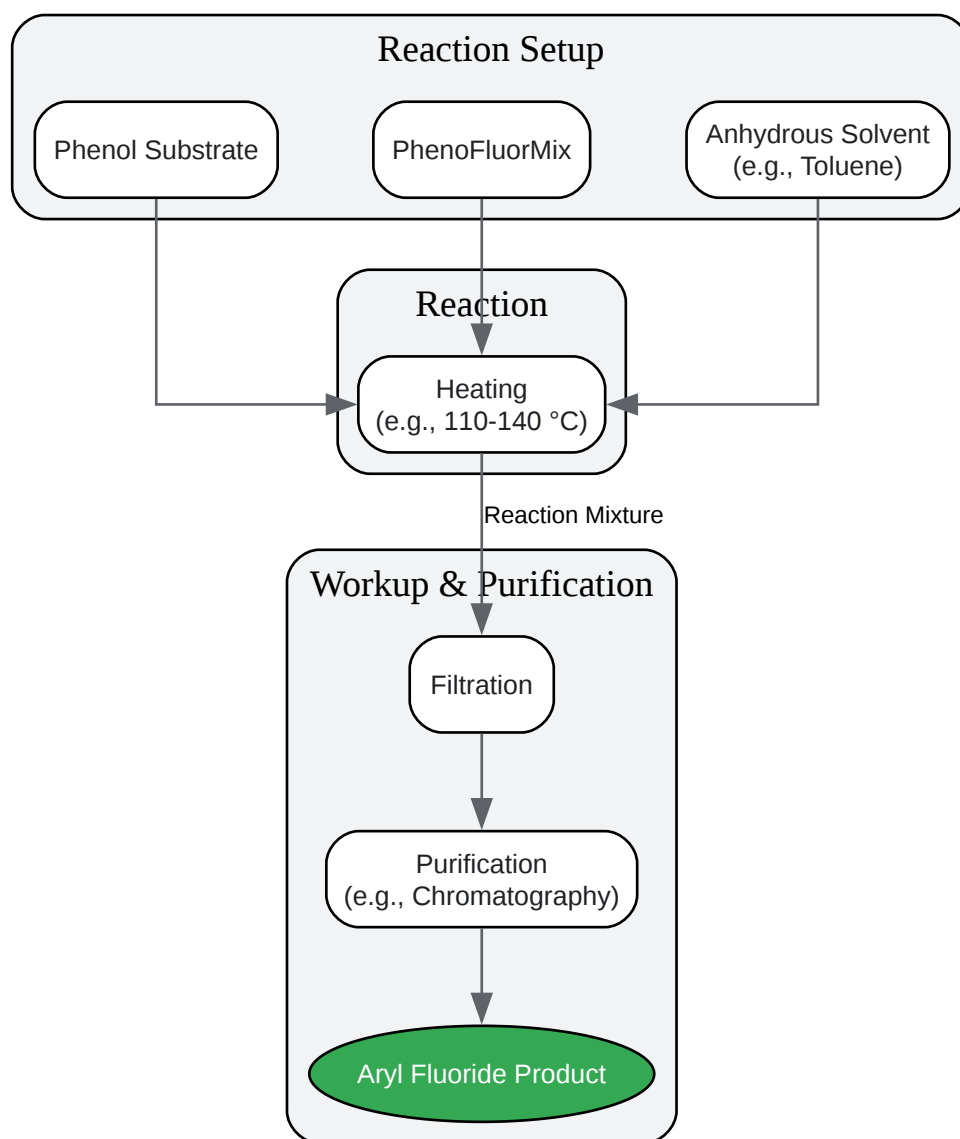 Reaction Setup
Phenol Substrate
PhenoFluorMix
Anhydrous Solvent
(e.g., Toluene)
Reaction
Heating
(e.g., 110-140 °C)
Reaction Mixture
Workup & Purification
Filtration
Purification
(e.g., Chromatography)
Aryl Fluoride Product